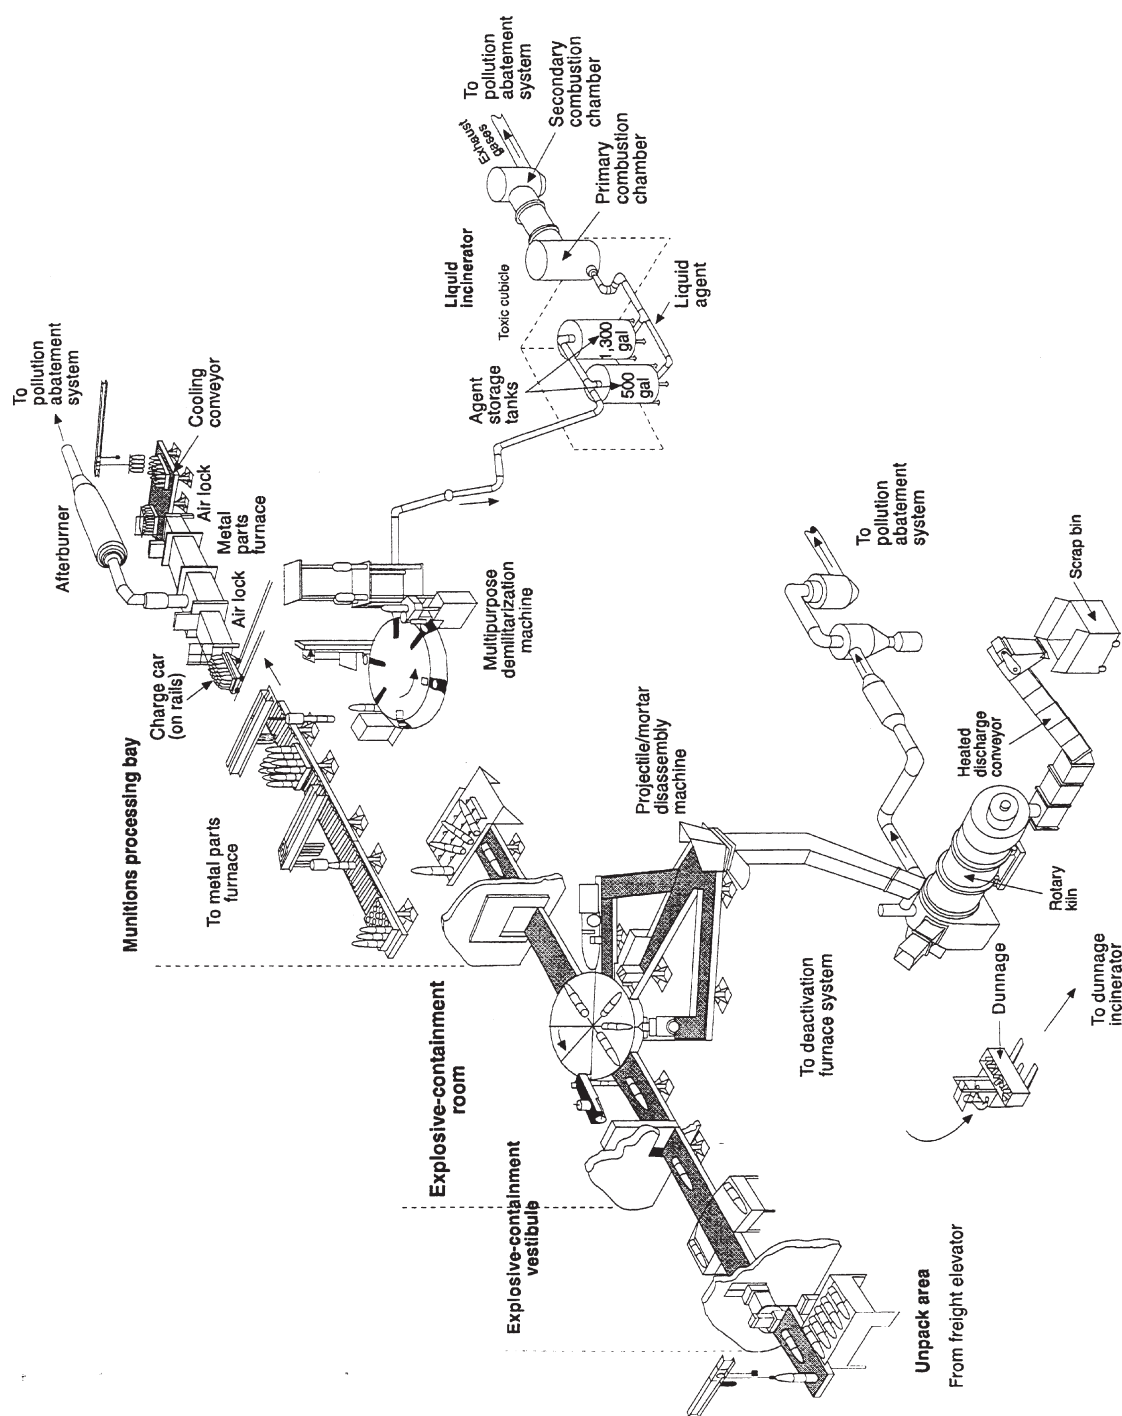 Munitions processing bay
Explosive-containment
room
Explosive-containment
vestibule
Unpack area
From freight elevator
To metal parts
furnace
Charge car
(on rails)
Afterburner
To
pollution
abatement
system
Cooling
conveyor
Air lock
Metal
parts
furnace
Air lock
Multipurpose
demilitarization
machine
Projectile/mortar
disassembly
machine
Agent
storage
tanks
500
gal
1,300
gal
Toxic cubicle
Liquid
incinerator
Liquid
agent
Primary
combustion
chamber
Secondary
combustion
chamber
Exhaust
gases
To
pollution
abatement
system
To
pollution
abatement
system
Scrap bin
Heated
discharge
conveyor
Rotary
kiln
To deactivation
furnace system
Dunnage
To dunnage
incinerator